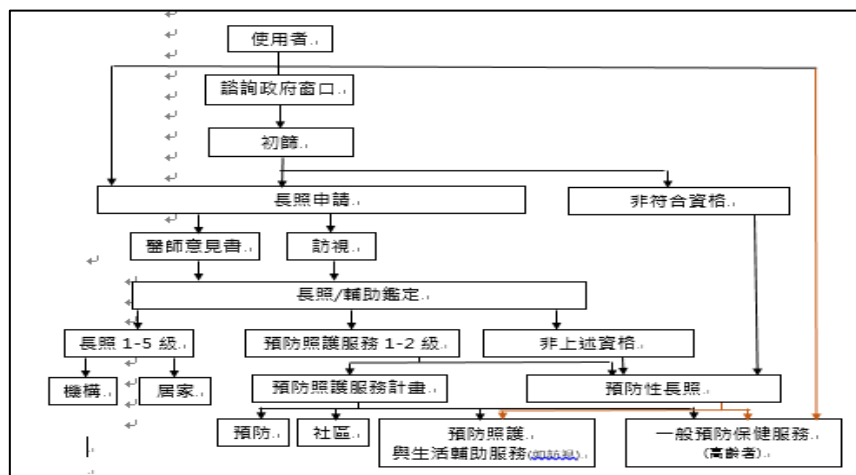 使用者
諮詢政府窗口
初篩
長照申請
非符合資格
醫師意見書
訪視
長照/輔助鑑定
長照 1-5 級
預防照護服務 1-2 級
非上述資格
機構
居家
預防照護服務計畫
預防性長照
預防
社區
預防照護
與生活輔助服務(如訪視)
一般預防保健服務
(高齡者)